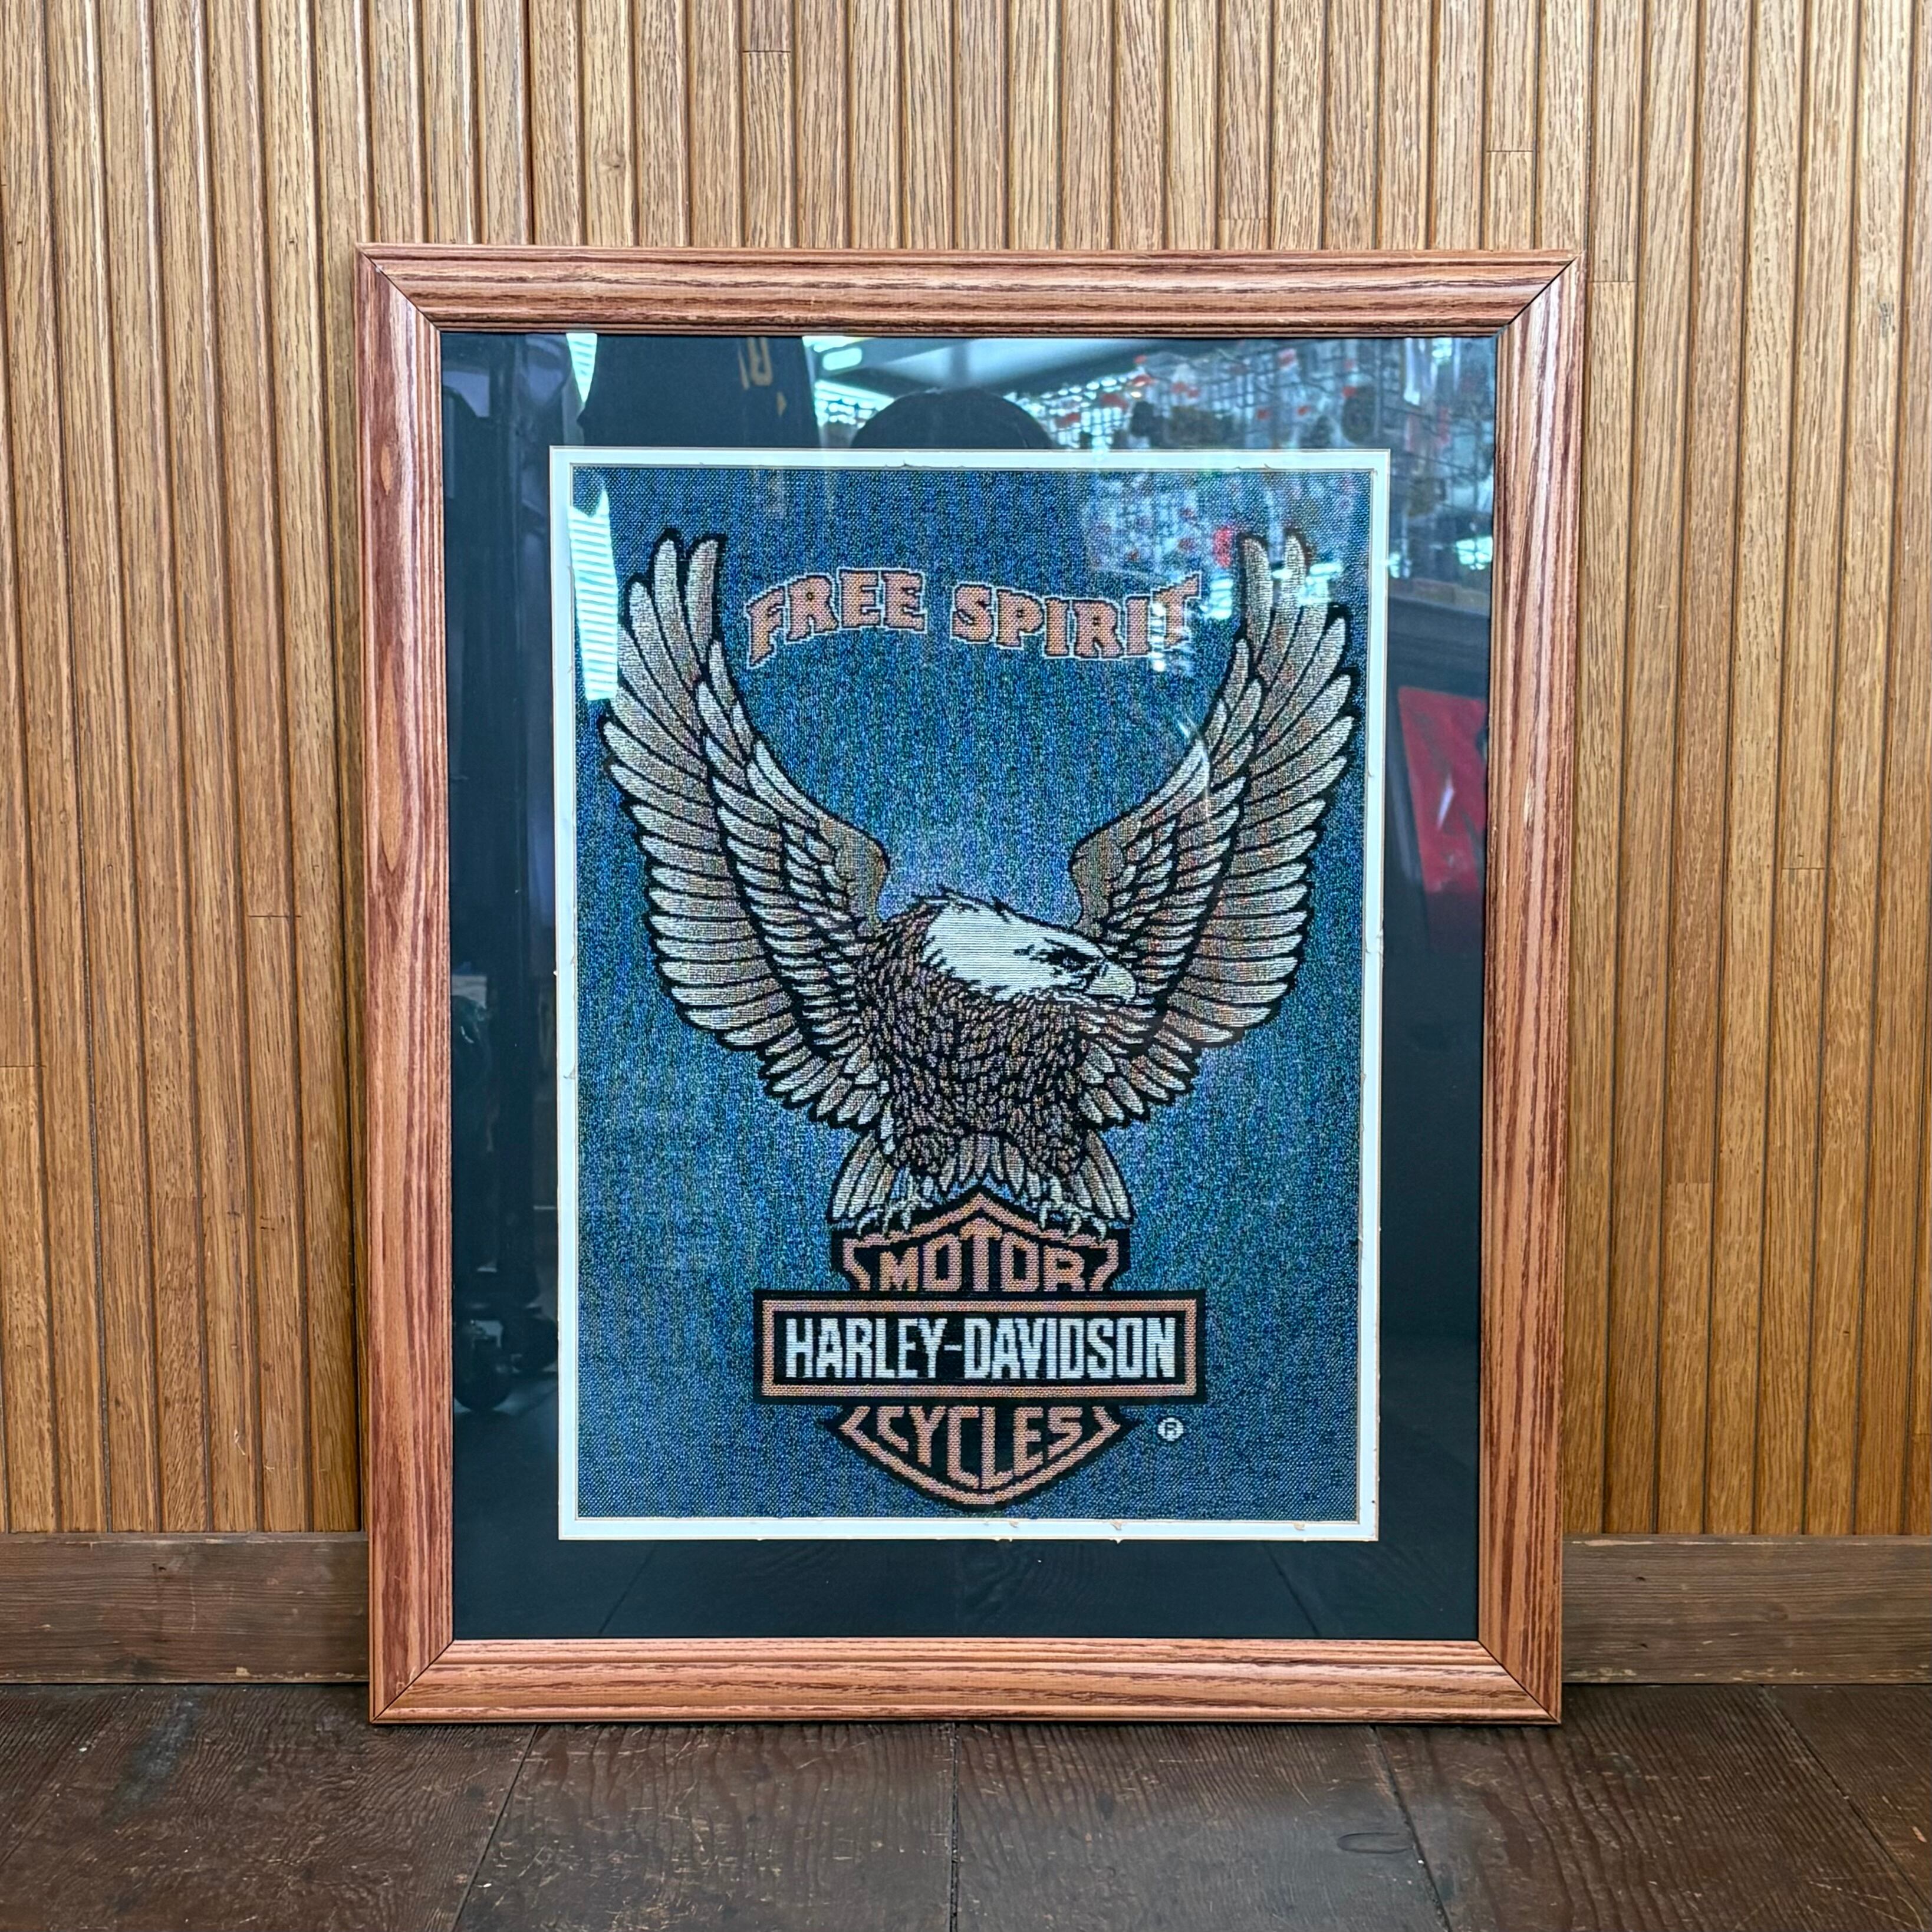 FREE SPIRIT
MOTOR
HARLEY-DAVIDSON
CYCLES
®